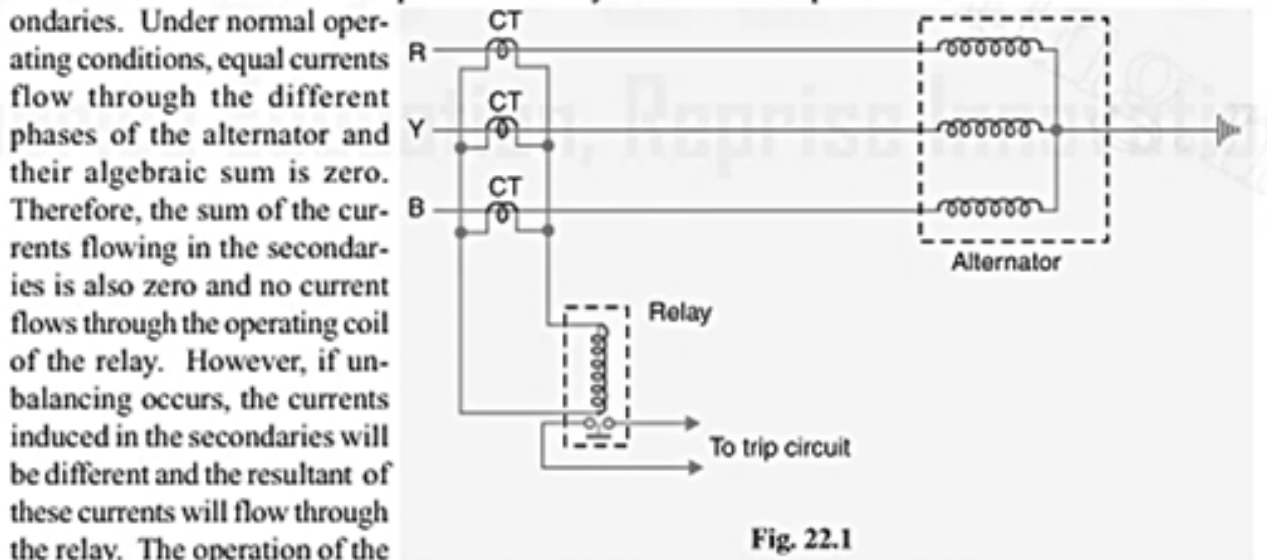 ondaries. Under normal oper-
ating conditions, equal currents
flow through the different
phases of the alternator and
their algebraic sum is zero.
Therefore, the sum of the cur-
rents flowing in the secondar-
ies is also zero and no current
flows through the operating coil
of the relay. However, if un-
balancing occurs, the currents
induced in the secondaries will
be different and the resultant of
these currents will flow through
the relay. The operation of the
CT
R
CT
Y
CT
B
Alternator
Relay
To trip circuit
Fig. 22.1